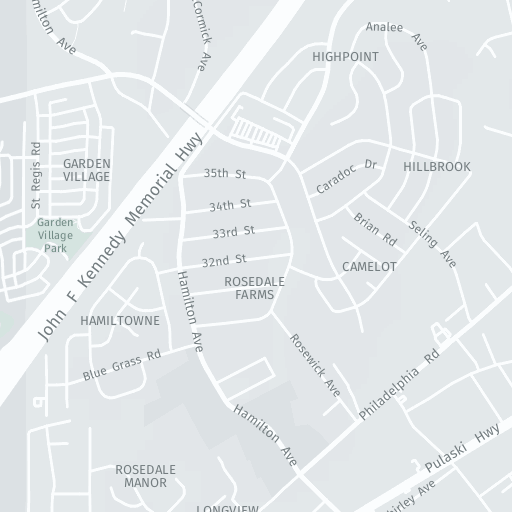 Hamilton Ave
Cormick Ave
Analee Ave
HIGHPOINT
John F Kennedy Memorial Hwy
St Regis Rd
GARDEN
VILLAGE
35th St
Caradoc Dr
HILLBROOK
34th St
Garden
Village
Park
33rd St
Brian Rd
Seling Ave
32nd St
CAMELOT
ROSEDALE
FARMS
Hamilton Ave
HAMILTOWNE
Blue Grass Rd
Rosewick Ave
Philadelphia Rd
Hamilton Ave
Pulaski Hwy
ROSEDALE
MANOR
LONGVIEW
Ave